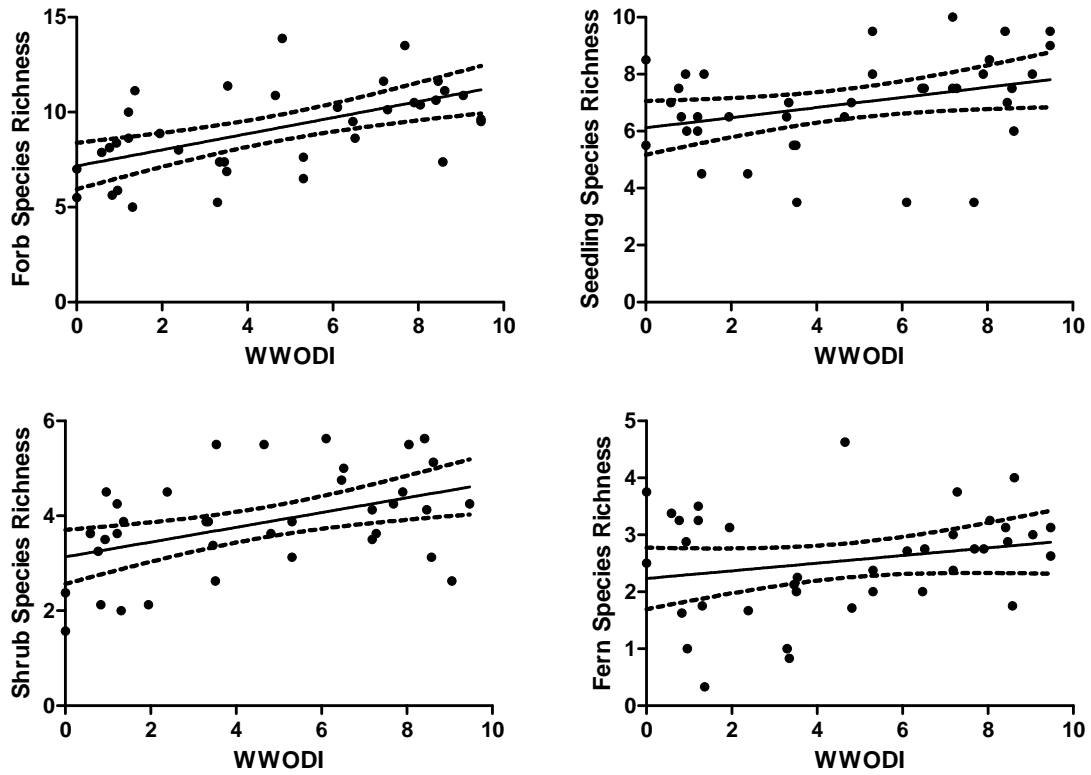 Forb Species Richness
15
10
5
0
0 2 4 6 8 10
WWODI
Seedling Species Richness
10
8
6
4
2
0
0 2 4 6 8 10
WWODI
Shrub Species Richness
6
4
2
0
0 2 4 6 8 10
WWODI
Fern Species Richness
5
4
3
2
1
0
0 2 4 6 8 10
WWODI